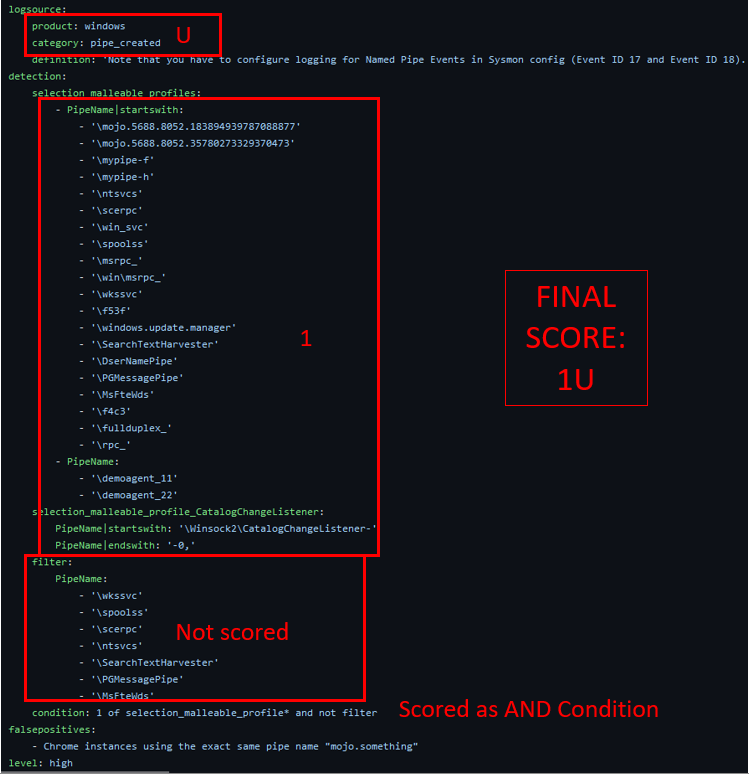 logsource:
product: windows
category: pipe_created
U
definition: 'Note that you have to configure logging for Named Pipe Events in Sysmon config (Event ID 17 and Event ID 18).
detection:
selection_malleable_profiles:
- PipeName|startswith:
- '\mojo.5688.8052.183894939787088877'
- '\mojo.5688.8052.35780273329370473'
- '\mypipe-f'
- '\mypipe-h'
- '\ntsvcs'
- '\scerpc'
- '\win_svc'
- '\spoolss'
- '\msrpc_'
- '\win\msrpc_'
- '\wkssvc'
- '\f53f'
- '\windows.update.manager'
- '\SearchTextHarvester'
- '\DserNamePipe'
- '\PGMessagePipe'
- '\MsFteWds'
- '\f4c3'
- '\fullduplex_'
- '\rpc_'
1
- PipeName:
- '\demoagent_11'
- '\demoagent_22'
selection_malleable_profile_CatalogChangeListener:
PipeName|startswith: '\Winsock2\CatalogChangeListener-'
PipeName|endswith: '-0,'
FINAL
SCORE:
1U
filter:
PipeName:
- '\wkssvc'
- '\spoolss'
- '\scerpc'
- '\ntsvcs'
- '\SearchTextHarvester'
- '\PGMessagePipe'
- '\MsFteWds'
Not scored
condition: 1 of selection_malleable_profile* and not filter
Scored as AND Condition
falsepositives:
- Chrome instances using the exact same pipe name "mojo.something"
level: high